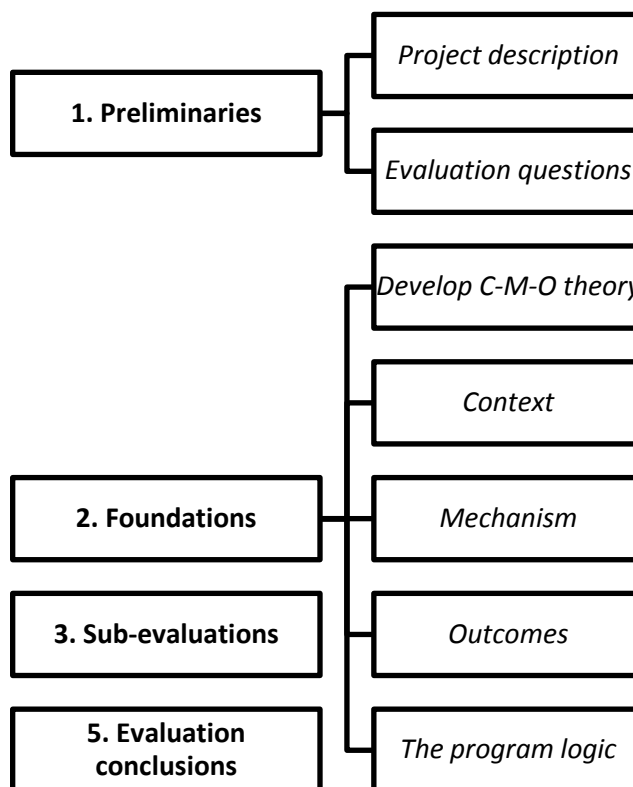 1. Preliminaries
Project description
Evaluation questions
2. Foundations
Develop C-M-O theory
Context
Mechanism
Outcomes
The program logic
3. Sub-evaluations
5. Evaluation
conclusions